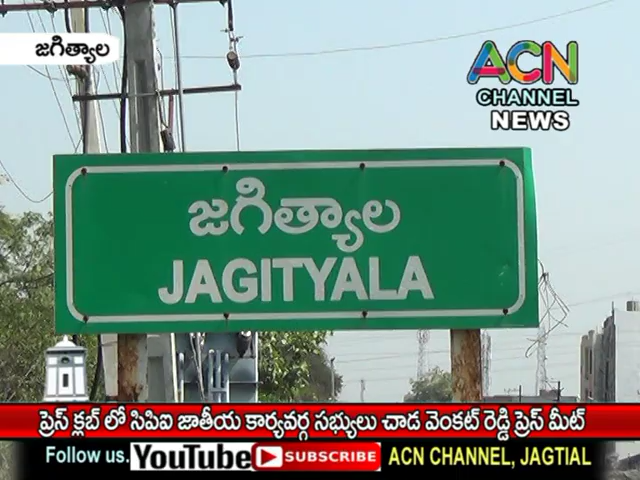 జగిత్యాల
ACN
CHANNEL
NEWS
జగిత్యాల
JAGITYALA
ప్రెస్ క్లబ్ లో సిపిఐ జాతీయ కార్యవర్గ సభ్యులు చాడ వెంకట్ రెడ్డి ప్రెస్ మీట్
Follow us. YouTube SUBSCRIBE ACN CHANNEL, JAGTIAL